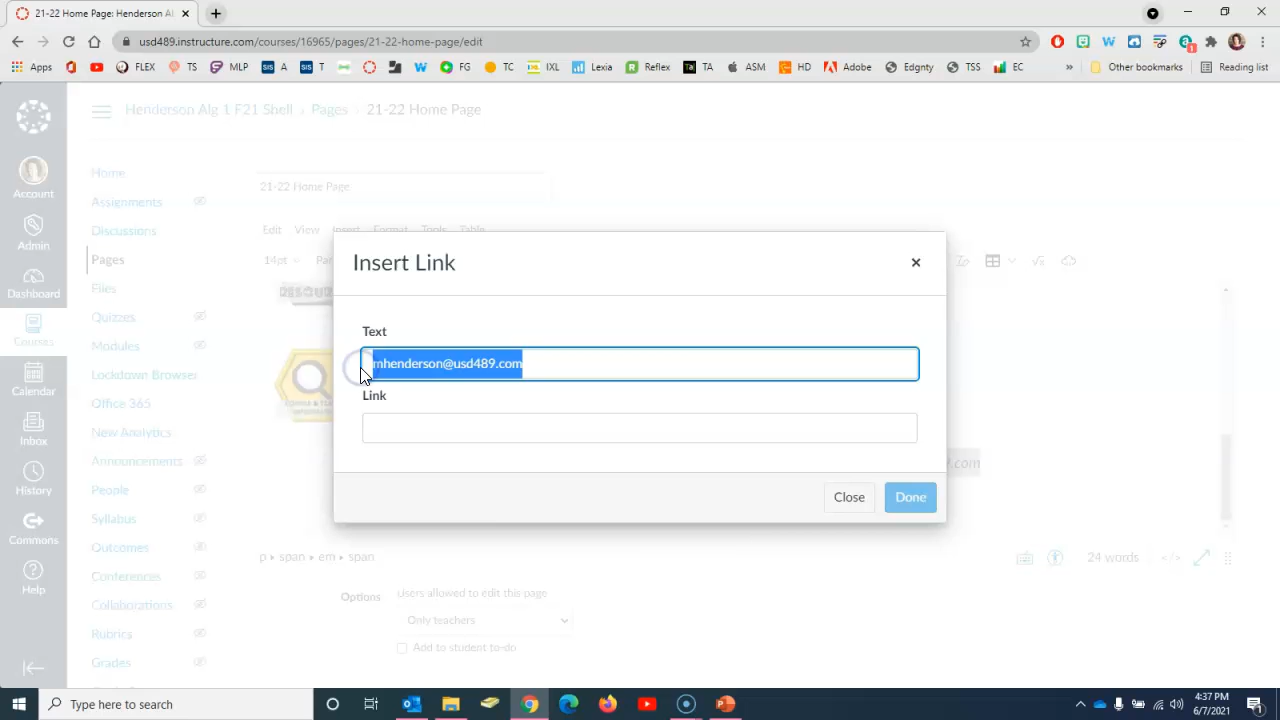 21-22 Home Page: Henderson Al
usd489.instructure.com/courses/16965/pages/21-22-home-page/edit
Apps FLEX TS MLP SIS A SIS T W FG TC IXL Lexia Reflex TA ASM HD Adobe Edgnty TSS EC » Other bookmarks Reading list
Henderson Alg 1 F21 Shell › Pages › 21-22 Home Page
Account
Admin
Dashboard
Courses
Calendar
Inbox
History
Commons
Help
Home
Assignments
Discussions
Pages
Files
Quizzes
Modules
Lockdown Browser
Office 365
New Analytics
Announcements
People
Syllabus
Outcomes
Conferences
Collaborations
Rubrics
Grades
21-22 Home Page
Edit View Insert Format Tools Table
14pt Par
RESOUR
Insert Link
Text
mhenderson@usd489.com
Link
.com
Close Done
p ▸ span ▸ em ▸ span
24 words </>
Options
Users allowed to edit this page
Only teachers
Add to student to-do
Type here to search
4:37 PM
6/7/2021